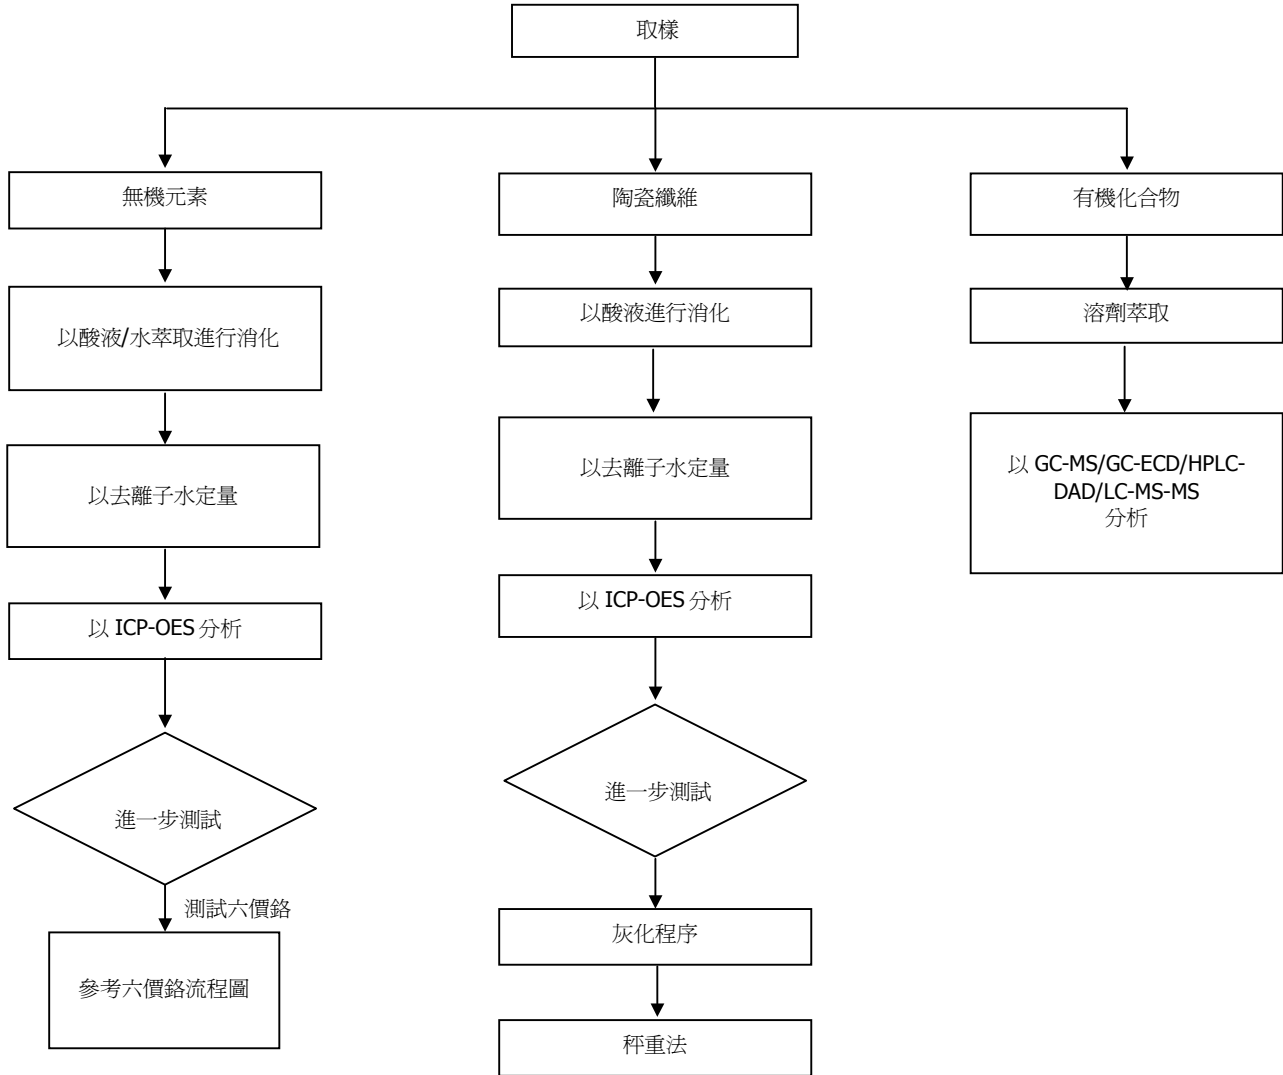 取樣
無機元素
陶瓷纖維
有機化合物
以酸液/水萃取進行消化
以酸液進行消化
溶劑萃取
以去離子水定量
以去離子水定量
以 GC-MS/GC-ECD/HPLC-
DAD/LC-MS-MS
分析
以 ICP-OES 分析
以 ICP-OES 分析
進一步測試
進一步測試
測試六價鉻
灰化程序
參考六價鉻流程圖
秤重法